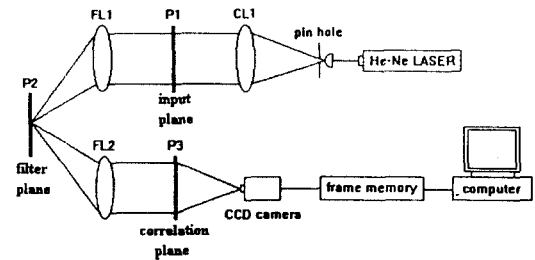 FL1
P1
CL1
pin hole
He-Ne LASER
P2
input
plane
filter
plane
FL2
P3
CCD camera
frame memory
computer
correlation
plane